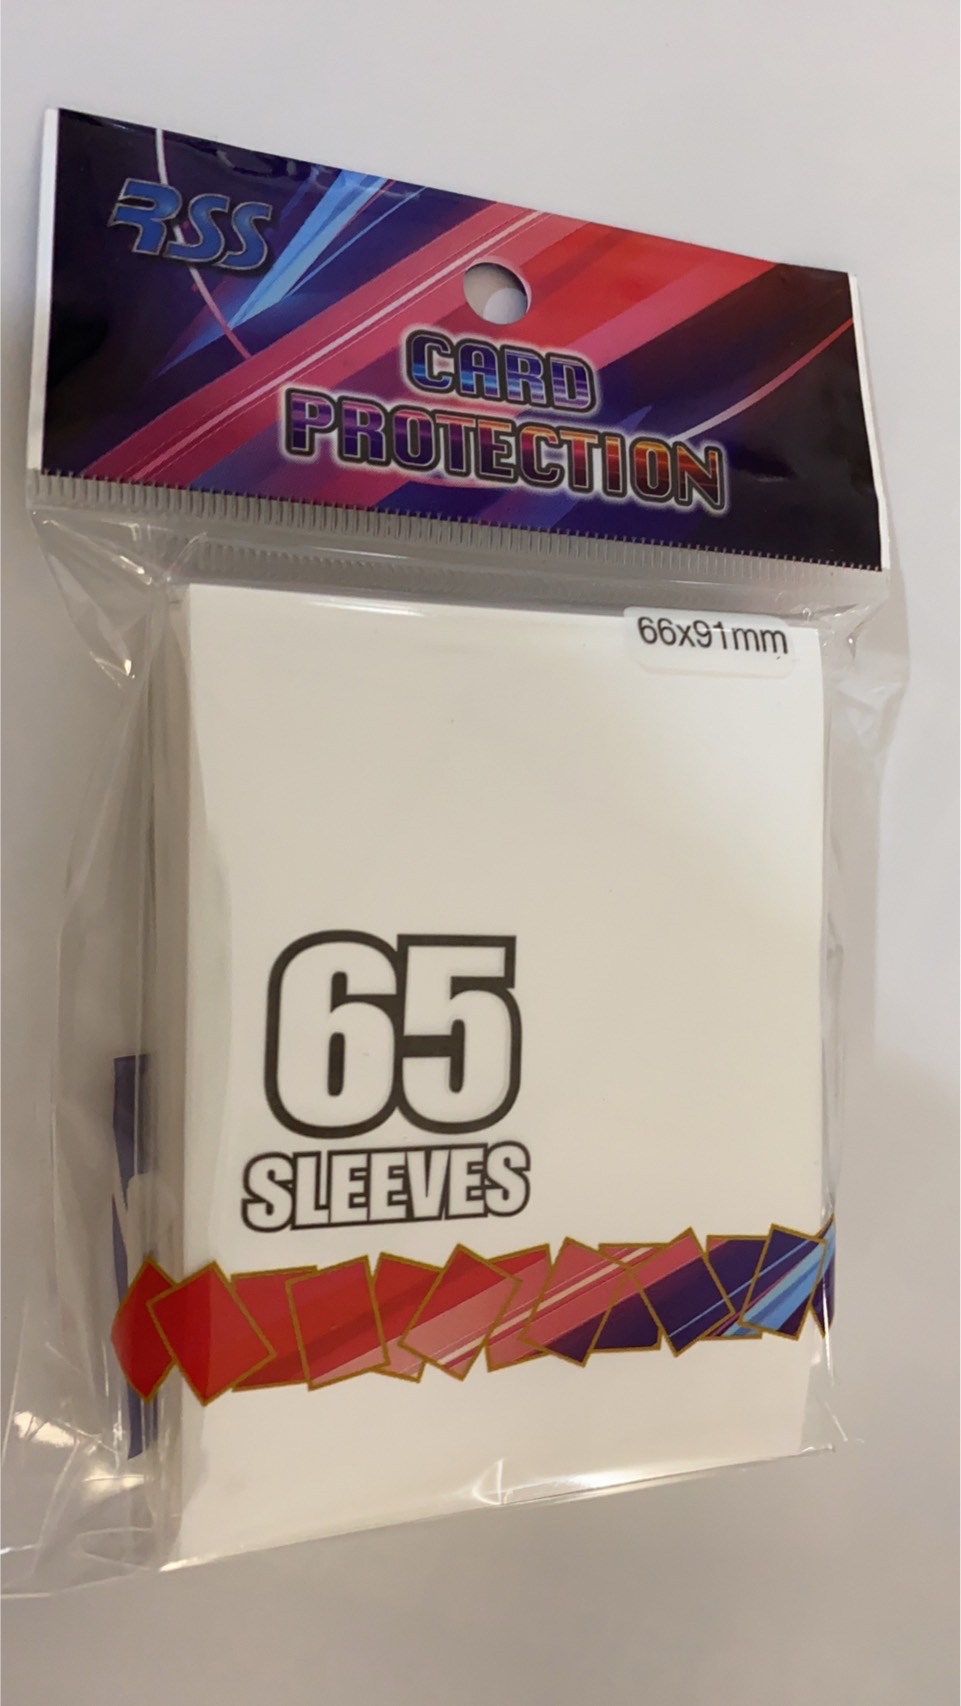 RSS
CARD
PROTECTION
66x91mm
65
SLEEVES